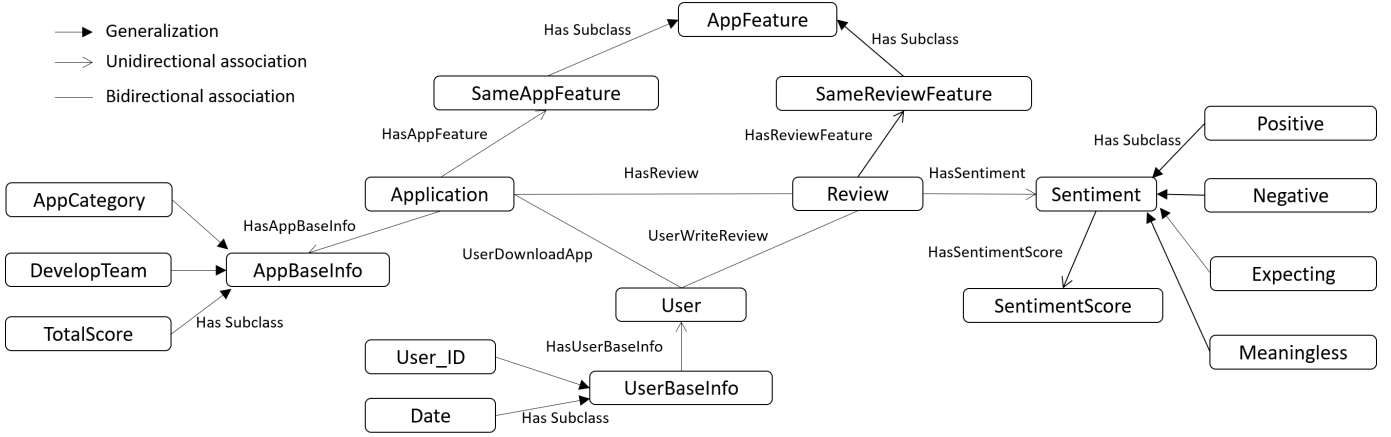 AppFeature
Generalization
Has Subclass
Has Subclass
Unidirectional association
Bidirectional association
SameAppFeature
SameReviewFeature
Positive
HasAppFeature
HasReviewFeature
Has Subclass
HasReview
HasSentiment
AppCategory
Application
Review
Sentiment
Negative
HasAppBaseInfo
UserWriteReview
UserDownloadApp
HasSentimentScore
DevelopTeam
AppBaseInfo
Expecting
User
SentimentScore
TotalScore
Has Subclass
HasUserBaseInfo
User_ID
Meaningless
UserBaseInfo
Date
Has Subclass